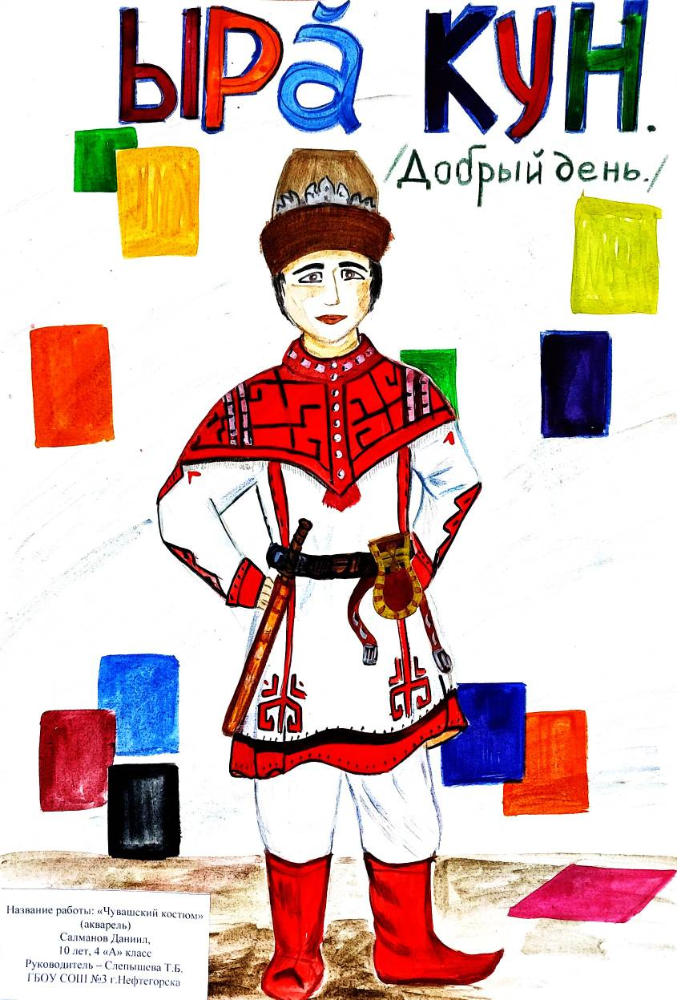 ЫРӑ КУН.
/Добрый день./
Название работы: «Чувашский костюм»
(акварель)
Салманов Даниил,
10 лет, 4 «А» класс
Руководитель – Слепышева Т.Б.
ГБОУ СОШ №3 г.Нефтегорска